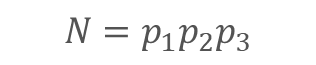 N = p₁p₂p₃